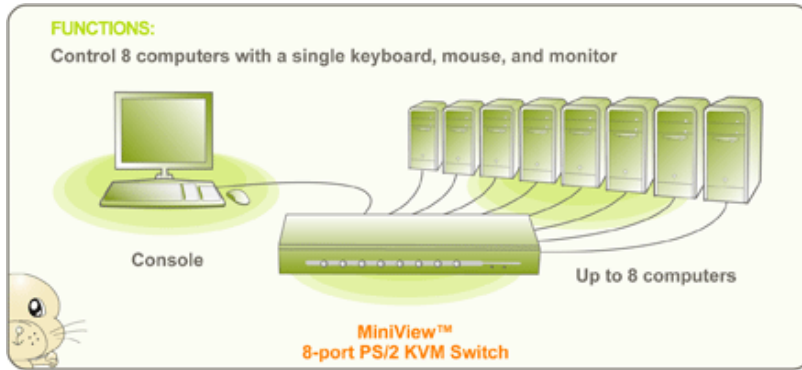 FUNCTIONS:
Control 8 computers with a single keyboard, mouse, and monitor
Console
Up to 8 computers
MiniView™
8-port PS/2 KVM Switch